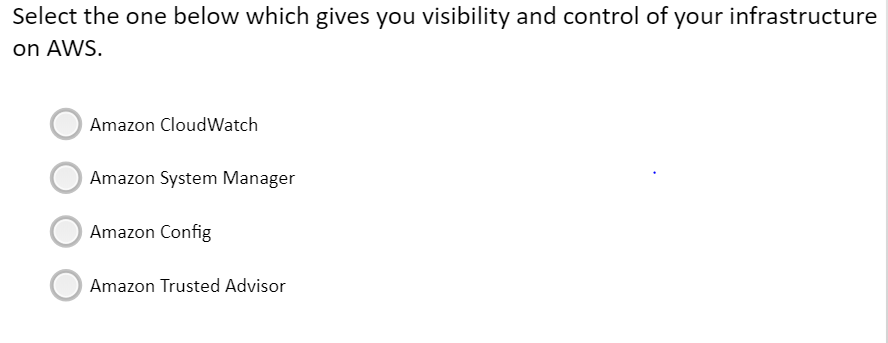 Select the one below which gives you visibility and control of your infrastructure
on AWS.
Amazon CloudWatch
Amazon System Manager
Amazon Config
Amazon Trusted Advisor